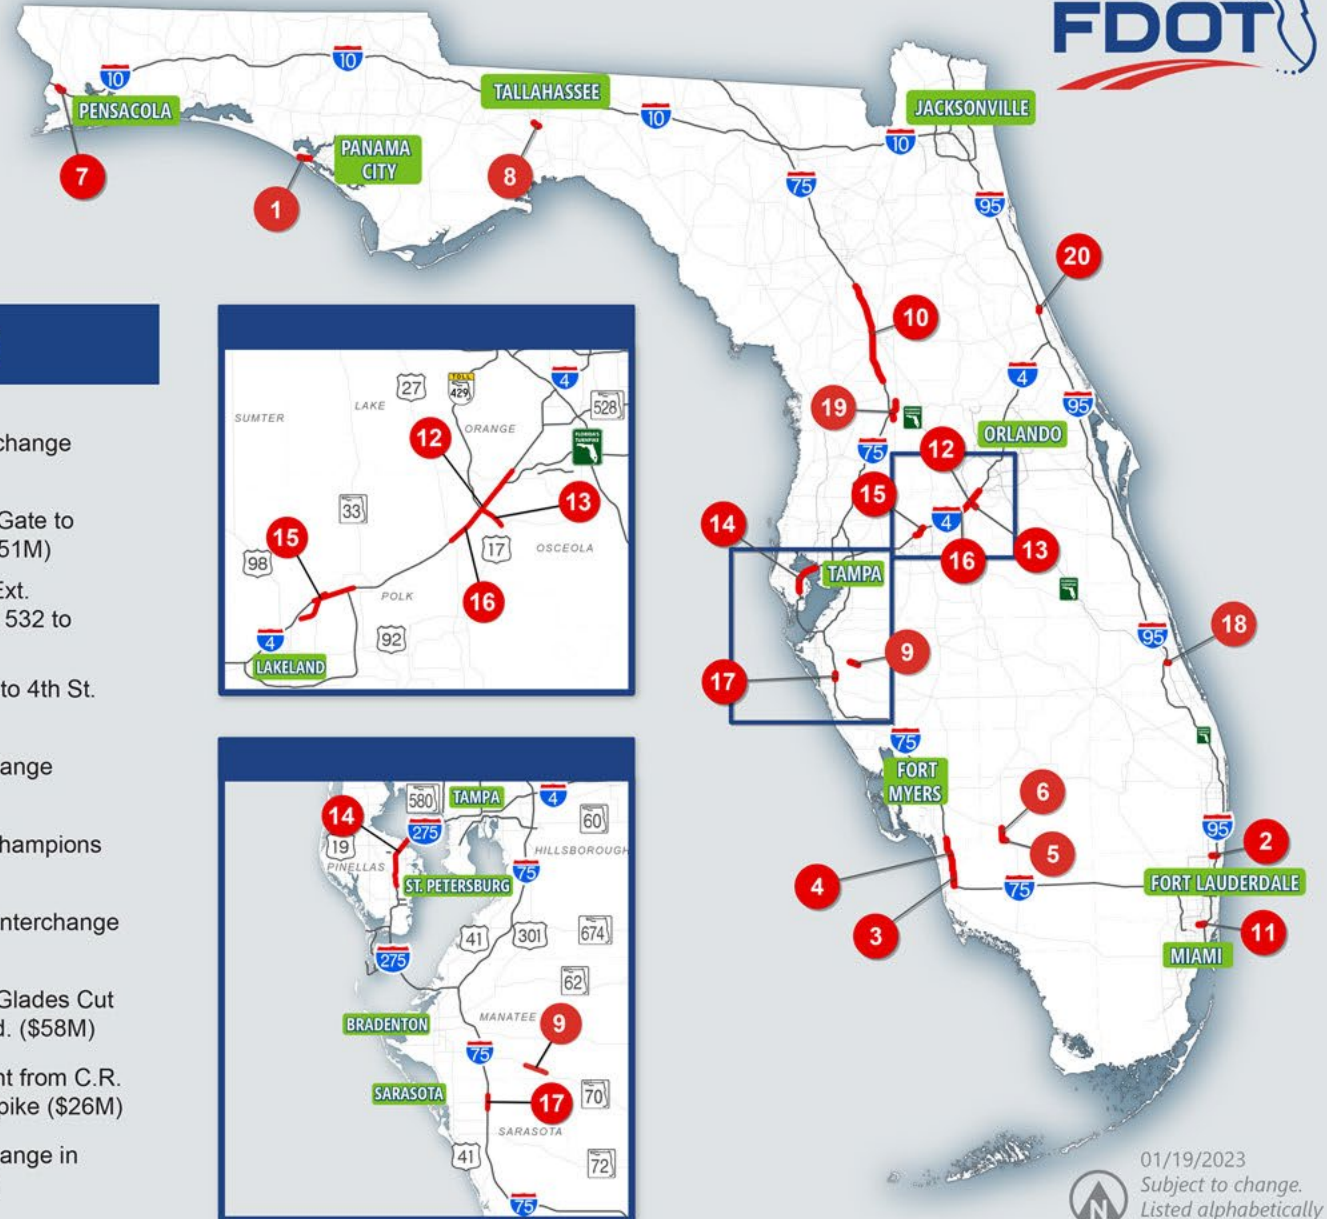 FDOT
10
10
TALLAHASSEE
10
JACKSONVILLE
PENSACOLA
PANAMA
CITY
10
7
8
75
1
95
20
10
4
19
95
75
ORLANDO
12
15
14
4
TAMPA
16
13
95
18
9
17
75
FORT
MYERS
6
5
95
2
4
75
FORT LAUDERDALE
3
11
MIAMI
change
Gate to
51M)
Ext.
532 to
to 4th St.
ange
hampions
nterchange
Glades Cut
d. ($58M)
nt from C.R.
pike ($26M)
ange in
27
TOLL
429
4
528
SUMTER
LAKE
ORANGE
FLORIDA'S
TURNPIKE
12
33
13
15
17
OSCEOLA
98
POLK
16
4
92
LAKELAND
580
TAMPA
4
14
275
60
19
HILLSBOROUGH
PINELLAS
75
ST. PETERSBURG
41
301
674
275
62
MANATEE
9
BRADENTON
75
SARASOTA
70
17
SARASOTA
41
72
75
01/19/2023
Subject to change.
Listed alphabetically
N